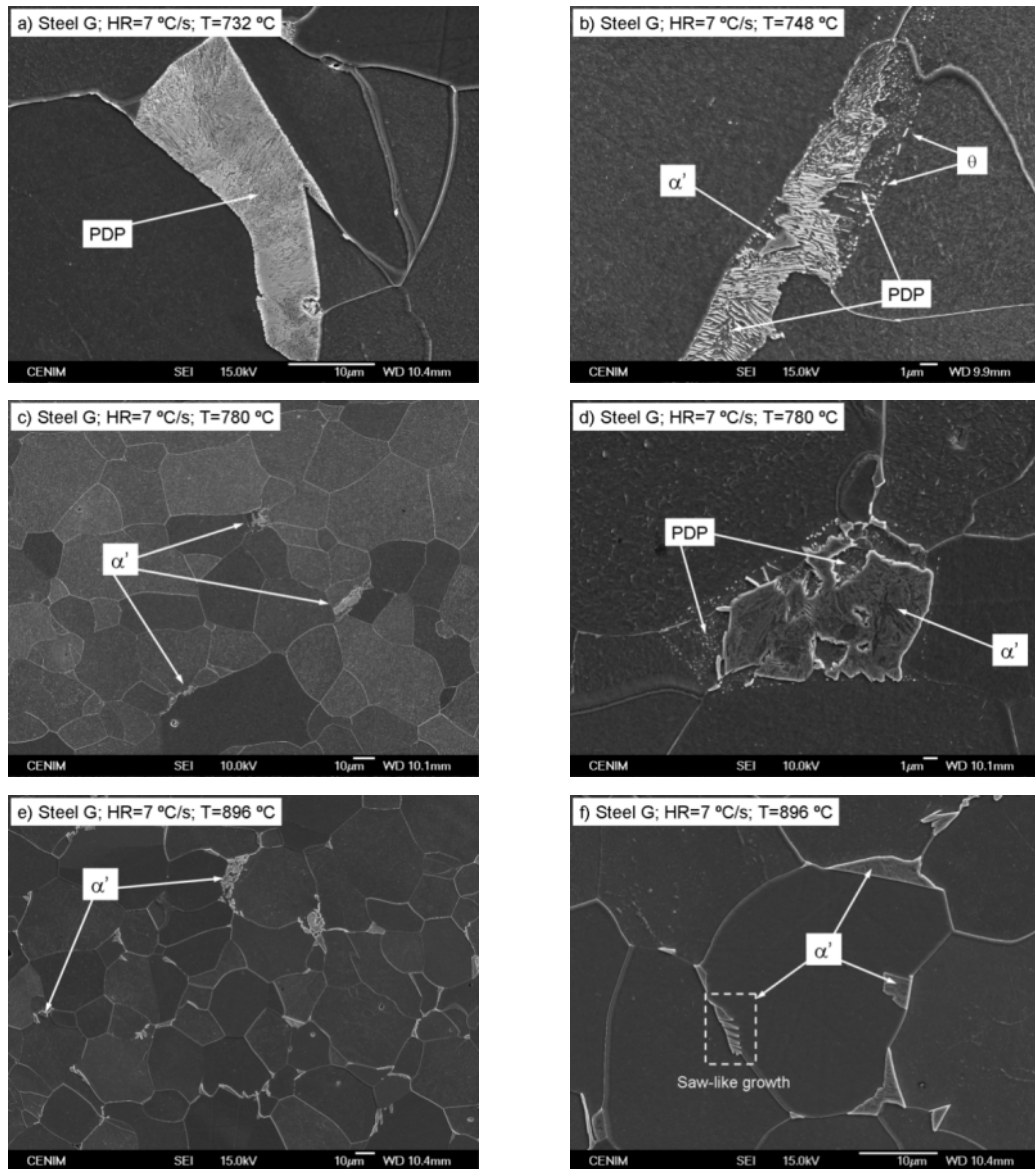 a) Steel G; HR=7 ºC/s; T=732 ºC
PDP
CENIM SEI 15.0kV 10µm WD 10.4mm
b) Steel G; HR=7 ºC/s; T=748 ºC
θ
α'
PDP
CENIM SEI 15.0kV 1µm WD 9.9mm
c) Steel G; HR=7 ºC/s; T=780 ºC
α'
CENIM SEI 10.0kV 10µm WD 10.1mm
d) Steel G; HR=7 ºC/s; T=780 ºC
PDP
α'
CENIM SEI 10.0kV 1µm WD 10.1mm
e) Steel G; HR=7 ºC/s; T=896 ºC
α'
CENIM SEI 15.0kV 10µm WD 10.4mm
f) Steel G; HR=7 ºC/s; T=896 ºC
α'
Saw-like growth
CENIM SEI 15.0kV 10µm WD 10.4mm